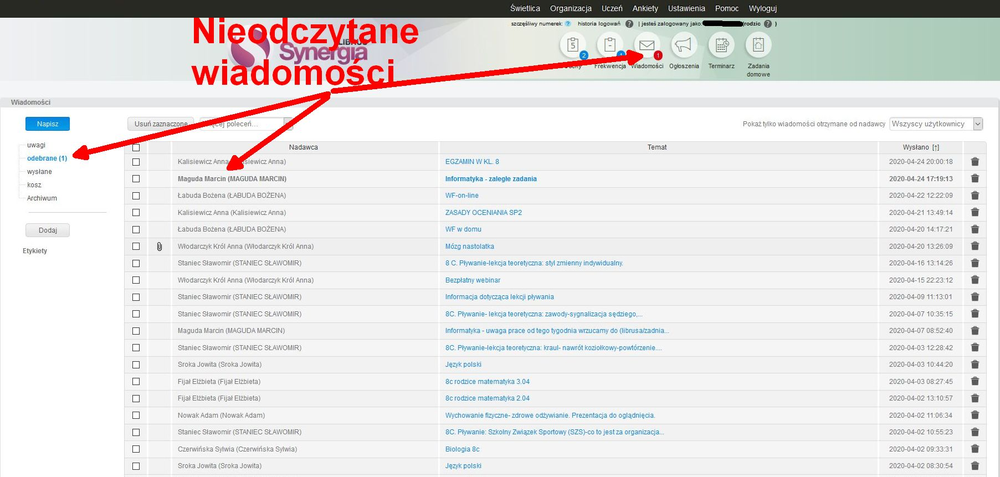 Świetlica Organizacja Uczeń Ankiety Ustawienia Pomoc Wyloguj
szczęśliwy numerek: ? historia logowań ? | jesteś zalogowany jako: (rodzic ? )
Nieodczytane
wiadomości
LIBRUS
Synergia
5 2 1 1
Frekwencja Wiadomości Ogłoszenia Terminarz Zadania
domowe
Wiadomości
Napisz
Usuń zaznaczone poleceń...
Pokaż tylko wiadomości otrzymane od nadawcy Wszyscy użytkownicy
uwagi
odebrane (1)
wysłane
kosz
Archiwum
Dodaj
Etykiety
Nadawca Temat Wysłano [↑]
Kalisiewicz Anna (Kalisiewicz Anna) EGZAMIN W KL. 8 2020-04-24 20:00:18
Maguda Marcin (MAGUDA MARCIN) Informatyka - zaległe zadania 2020-04-24 17:19:13
Łabuda Bożena (ŁABUDA BOŻENA) WF-on-line 2020-04-22 12:22:09
Kalisiewicz Anna (Kalisiewicz Anna) ZASADY OCENIANIA SP2 2020-04-21 13:49:14
Łabuda Bożena (ŁABUDA BOŻENA) WF w domu 2020-04-20 14:17:21
Włodarczyk Król Anna (Włodarczyk Król Anna) Mózg nastolatka 2020-04-20 13:26:09
Staniec Sławomir (STANIEC SŁAWOMIR) 8 C. Pływanie-lekcja teoretyczna: styl zmienny indywidualny. 2020-04-16 13:14:26
Włodarczyk Król Anna (Włodarczyk Król Anna) Bezpłatny webinar 2020-04-15 22:23:12
Staniec Sławomir (STANIEC SŁAWOMIR) Informacja dotycząca lekcji pływania 2020-04-09 11:13:01
Staniec Sławomir (STANIEC SŁAWOMIR) 8C. Pływanie- lekcja teoretyczna: zawody-sygnalizacja sędziego,... 2020-04-07 10:35:15
Maguda Marcin (MAGUDA MARCIN) Informatyka - uwaga prace od tego tygodnia wrzucamy do (librusa/zadnia... 2020-04-07 08:52:40
Staniec Sławomir (STANIEC SŁAWOMIR) 8C. Pływanie-lekcja teoretyczna: kraul- nawrót koziołkowy-powtórzenie.... 2020-04-03 12:28:42
Sroka Jowita (Sroka Jowita) Język polski 2020-04-03 10:44:20
Fijał Elżbieta (Fijał Elżbieta) 8c rodzice matematyka 3.04 2020-04-03 08:27:45
Fijał Elżbieta (Fijał Elżbieta) 8c rodzice matematyka 2.04 2020-04-02 13:10:57
Nowak Adam (Nowak Adam) Wychowanie fizyczne- zdrowe odżywianie. Prezentacja do oglądnięcia. 2020-04-02 11:06:34
Staniec Sławomir (STANIEC SŁAWOMIR) 8C. Pływanie: Szkolny Związek Sportowy (SZS)-co to jest za organizacja... 2020-04-02 10:55:23
Czerwińska Sylwia (Czerwińska Sylwia) Biologia 8c 2020-04-02 09:33:31
Sroka Jowita (Sroka Jowita) Język polski 2020-04-02 08:30:54